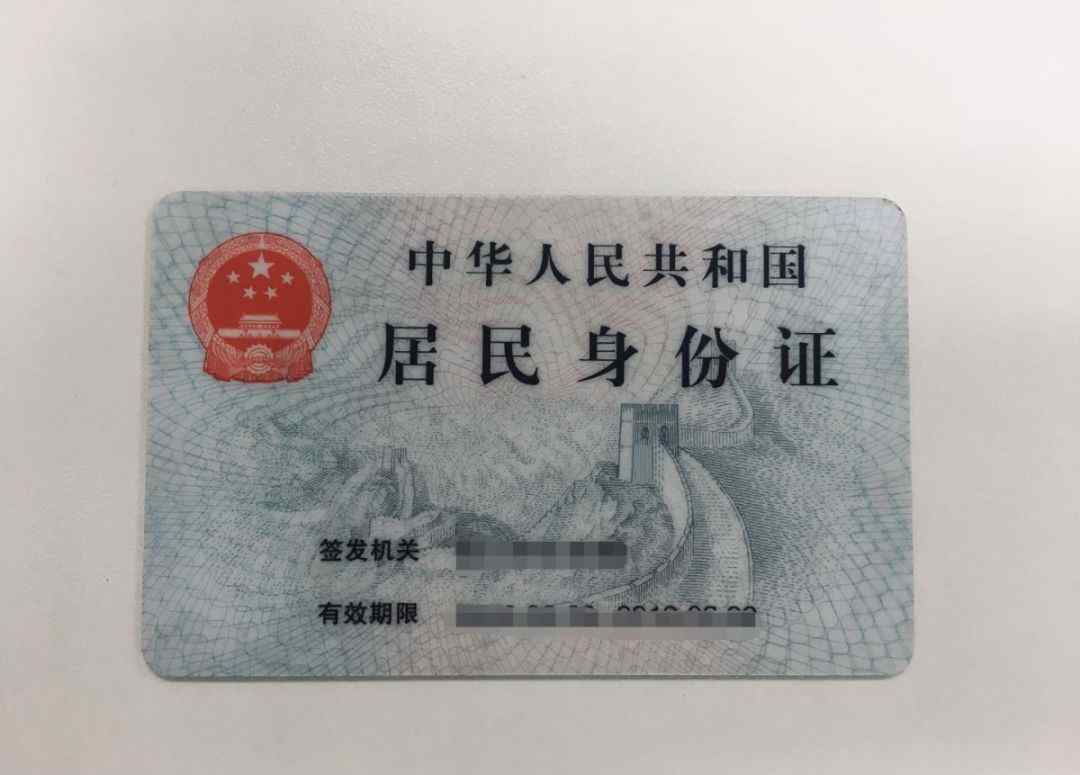 中华人民共和国
居民身份证
签发机关
有效期限